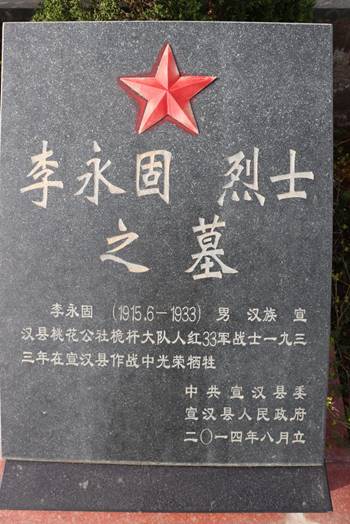 李永固 烈士
之墓
李永固 (1915.6－1933) 男 汉族 宣
汉县桃花公社桅杆大队人红33军战士一九三
三年在宣汉县作战中光荣牺牲
中共宣汉县委
宣汉县人民政府
二〇一四年八月立